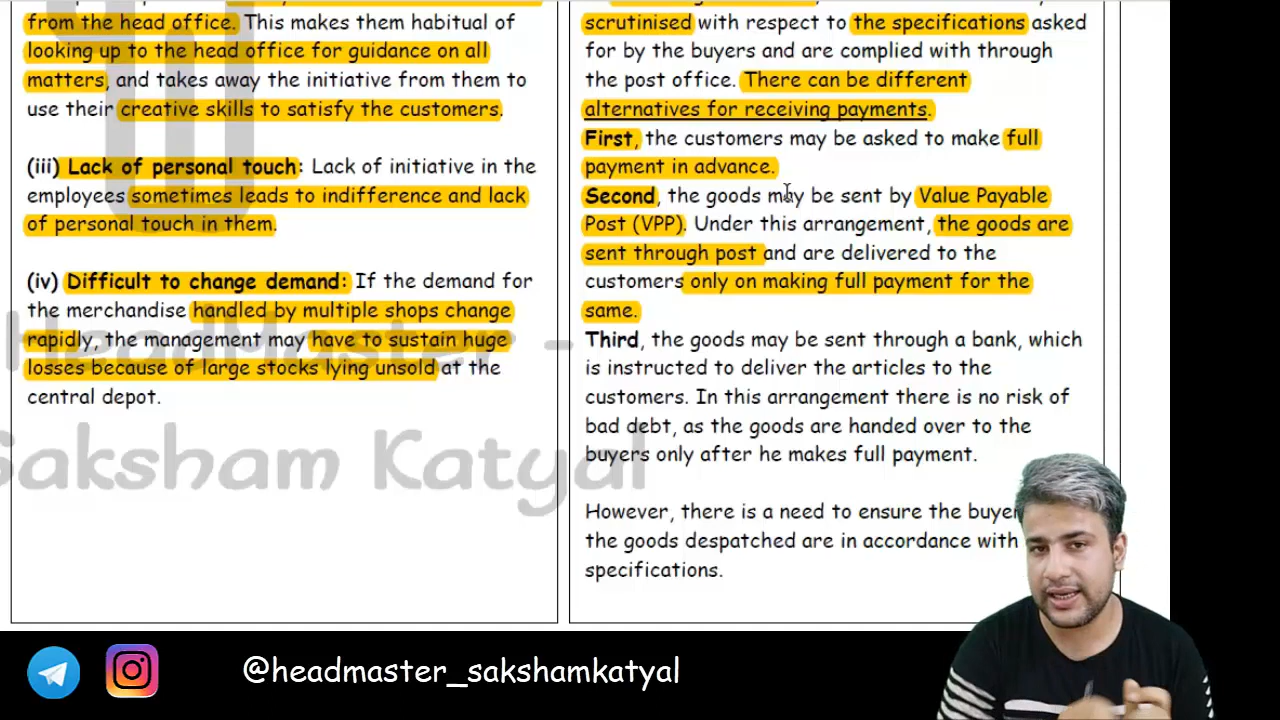 from the head office. This makes them habitual of
looking up to the head office for guidance on all
matters, and takes away the initiative from them to
use their creative skills to satisfy the customers.
(iii) Lack of personal touch: Lack of initiative in the
employees sometimes leads to indifference and lack
of personal touch in them.
(iv) Difficult to change demand: If the demand for
the merchandise handled by multiple shops change
rapidly, the management may have to sustain huge
losses because of large stocks lying unsold at the
central depot.
scrutinised with respect to the specifications asked
for by the buyers and are complied with through
the post office. There can be different
alternatives for receiving payments.
First, the customers may be asked to make full
payment in advance.
Second, the goods may be sent by Value Payable
Post (VPP). Under this arrangement, the goods are
sent through post and are delivered to the
customers only on making full payment for the
same.
Third, the goods may be sent through a bank, which
is instructed to deliver the articles to the
customers. In this arrangement there is no risk of
bad debt, as the goods are handed over to the
buyers only after he makes full payment.
However, there is a need to ensure the buyer
the goods despatched are in accordance with
specifications.
HeadMaster -
Saksham Katyal
@headmaster_sakshamkatyal